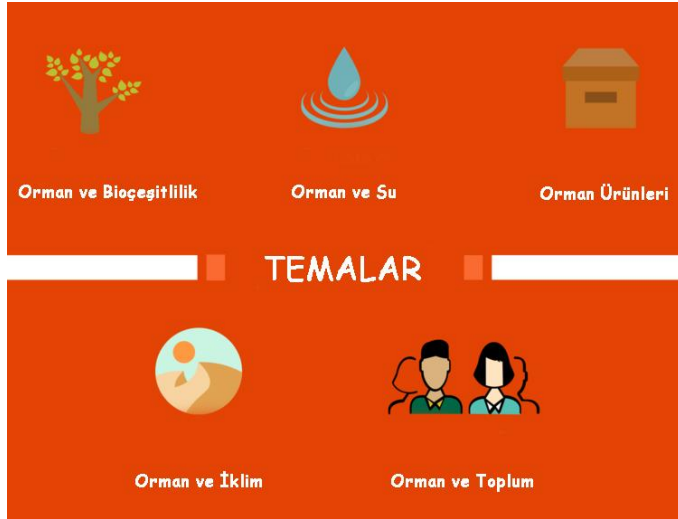 Orman ve Bioçeşitlilik
Orman ve Su
Orman Ürünleri
TEMALAR
Orman ve İklim
Orman ve Toplum